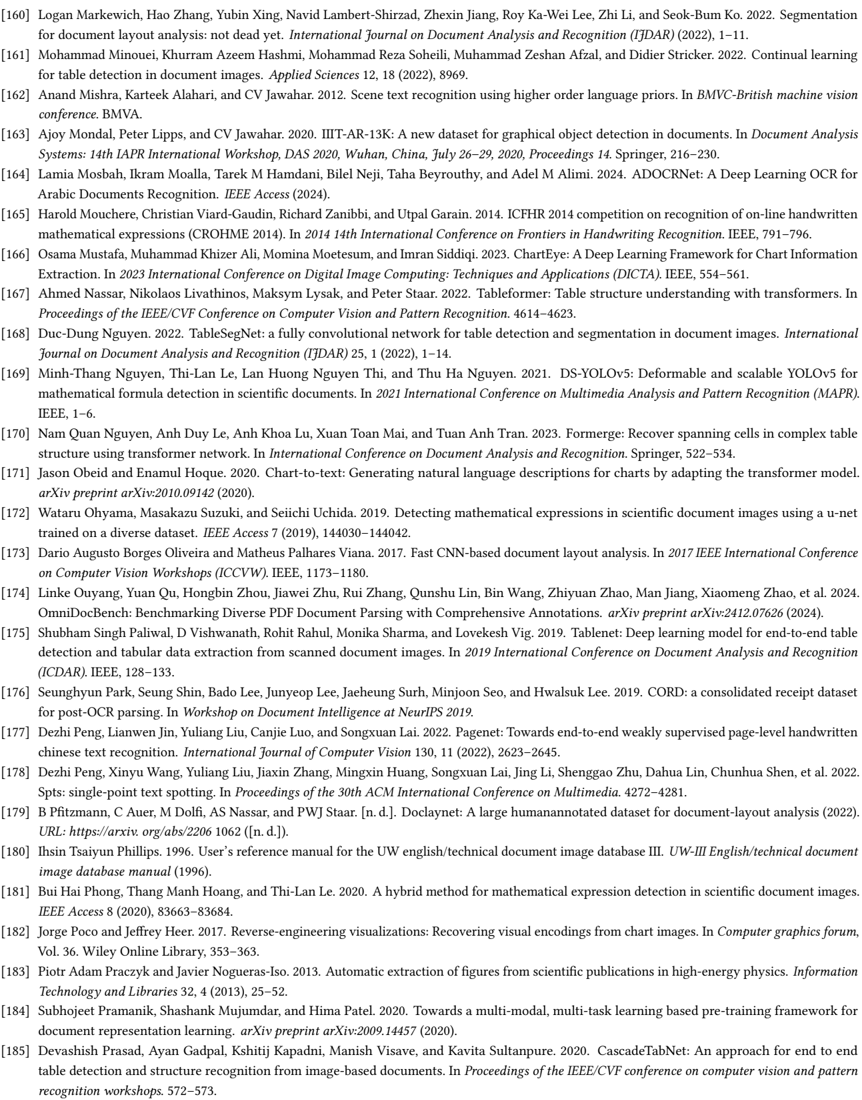 [160] Logan Markewich, Hao Zhang, Yubin Xing, Navid Lambert-Shirzad, Zhexin Jiang, Roy Ka-Wei Lee, Zhi Li, and Seok-Bum Ko. 2022. Segmentation
for document layout analysis: not dead yet. International Journal on Document Analysis and Recognition (IJDAR) (2022), 1–11.
[161] Mohammad Minouei, Khurram Azeem Hashmi, Mohammad Reza Soheili, Muhammad Zeshan Afzal, and Didier Stricker. 2022. Continual learning
for table detection in document images. Applied Sciences 12, 18 (2022), 8969.
[162] Anand Mishra, Karteek Alahari, and CV Jawahar. 2012. Scene text recognition using higher order language priors. In BMVC-British machine vision
conference. BMVA.
[163] Ajoy Mondal, Peter Lipps, and CV Jawahar. 2020. IIIT-AR-13K: A new dataset for graphical object detection in documents. In Document Analysis
Systems: 14th IAPR International Workshop, DAS 2020, Wuhan, China, July 26–29, 2020, Proceedings 14. Springer, 216–230.
[164] Lamia Mosbah, Ikram Moalla, Tarek M Hamdani, Bilel Neji, Taha Beyrouthy, and Adel M Alimi. 2024. ADOCRNet: A Deep Learning OCR for
Arabic Documents Recognition. IEEE Access (2024).
[165] Harold Mouchere, Christian Viard-Gaudin, Richard Zanibbi, and Utpal Garain. 2014. ICFHR 2014 competition on recognition of on-line handwritten
mathematical expressions (CROHME 2014). In 2014 14th International Conference on Frontiers in Handwriting Recognition. IEEE, 791–796.
[166] Osama Mustafa, Muhammad Khizer Ali, Momina Moetesum, and Imran Siddiqi. 2023. ChartEye: A Deep Learning Framework for Chart Information
Extraction. In 2023 International Conference on Digital Image Computing: Techniques and Applications (DICTA). IEEE, 554–561.
[167] Ahmed Nassar, Nikolaos Livathinos, Maksym Lysak, and Peter Staar. 2022. Tableformer: Table structure understanding with transformers. In
Proceedings of the IEEE/CVF Conference on Computer Vision and Pattern Recognition. 4614–4623.
[168] Duc-Dung Nguyen. 2022. TableSegNet: a fully convolutional network for table detection and segmentation in document images. International
Journal on Document Analysis and Recognition (IJDAR) 25, 1 (2022), 1–14.
[169] Minh-Thang Nguyen, Thi-Lan Le, Lan Huong Nguyen Thi, and Thu Ha Nguyen. 2021. DS-YOLOv5: Deformable and scalable YOLOv5 for
mathematical formula detection in scientific documents. In 2021 International Conference on Multimedia Analysis and Pattern Recognition (MAPR).
IEEE, 1–6.
[170] Nam Quan Nguyen, Anh Duy Le, Anh Khoa Lu, Xuan Toan Mai, and Tuan Anh Tran. 2023. Formerge: Recover spanning cells in complex table
structure using transformer network. In International Conference on Document Analysis and Recognition. Springer, 522–534.
[171] Jason Obeid and Enamul Hoque. 2020. Chart-to-text: Generating natural language descriptions for charts by adapting the transformer model.
arXiv preprint arXiv:2010.09142 (2020).
[172] Wataru Ohyama, Masakazu Suzuki, and Seiichi Uchida. 2019. Detecting mathematical expressions in scientific document images using a u-net
trained on a diverse dataset. IEEE Access 7 (2019), 144030–144042.
[173] Dario Augusto Borges Oliveira and Matheus Palhares Viana. 2017. Fast CNN-based document layout analysis. In 2017 IEEE International Conference
on Computer Vision Workshops (ICCVW). IEEE, 1173–1180.
[174] Linke Ouyang, Yuan Qu, Hongbin Zhou, Jiawei Zhu, Rui Zhang, Qunshu Lin, Bin Wang, Zhiyuan Zhao, Man Jiang, Xiaomeng Zhao, et al. 2024.
OmniDocBench: Benchmarking Diverse PDF Document Parsing with Comprehensive Annotations. arXiv preprint arXiv:2412.07626 (2024).
[175] Shubham Singh Paliwal, D Vishwanath, Rohit Rahul, Monika Sharma, and Lovekesh Vig. 2019. Tablenet: Deep learning model for end-to-end table
detection and tabular data extraction from scanned document images. In 2019 International Conference on Document Analysis and Recognition
(ICDAR). IEEE, 128–133.
[176] Seunghyun Park, Seung Shin, Bado Lee, Junyeop Lee, Jaeheung Surh, Minjoon Seo, and Hwalsuk Lee. 2019. CORD: a consolidated receipt dataset
for post-OCR parsing. In Workshop on Document Intelligence at NeurIPS 2019.
[177] Dezhi Peng, Lianwen Jin, Yuliang Liu, Canjie Luo, and Songxuan Lai. 2022. Pagenet: Towards end-to-end weakly supervised page-level handwritten
chinese text recognition. International Journal of Computer Vision 130, 11 (2022), 2623–2645.
[178] Dezhi Peng, Xinyu Wang, Yuliang Liu, Jiaxin Zhang, Mingxin Huang, Songxuan Lai, Jing Li, Shenggao Zhu, Dahua Lin, Chunhua Shen, et al. 2022.
Spts: single-point text spotting. In Proceedings of the 30th ACM International Conference on Multimedia. 4272–4281.
[179] B Pfitzmann, C Auer, M Dolfi, AS Nassar, and PWJ Staar. [n. d.]. Doclaynet: A large humanannotated dataset for document-layout analysis (2022).
URL: https://arxiv. org/abs/2206 1062 ([n. d.]).
[180] Ihsin Tsaiyun Phillips. 1996. User's reference manual for the UW english/technical document image database III. UW-III English/technical document
image database manual (1996).
[181] Bui Hai Phong, Thang Manh Hoang, and Thi-Lan Le. 2020. A hybrid method for mathematical expression detection in scientific document images.
IEEE Access 8 (2020), 83663–83684.
[182] Jorge Poco and Jeffrey Heer. 2017. Reverse-engineering visualizations: Recovering visual encodings from chart images. In Computer graphics forum,
Vol. 36. Wiley Online Library, 353–363.
[183] Piotr Adam Praczyk and Javier Nogueras-Iso. 2013. Automatic extraction of figures from scientific publications in high-energy physics. Information
Technology and Libraries 32, 4 (2013), 25–52.
[184] Subhojeet Pramanik, Shashank Mujumdar, and Hima Patel. 2020. Towards a multi-modal, multi-task learning based pre-training framework for
document representation learning. arXiv preprint arXiv:2009.14457 (2020).
[185] Devashish Prasad, Ayan Gadpal, Kshitij Kapadni, Manish Visave, and Kavita Sultanpure. 2020. CascadeTabNet: An approach for end to end
table detection and structure recognition from image-based documents. In Proceedings of the IEEE/CVF conference on computer vision and pattern
recognition workshops. 572–573.